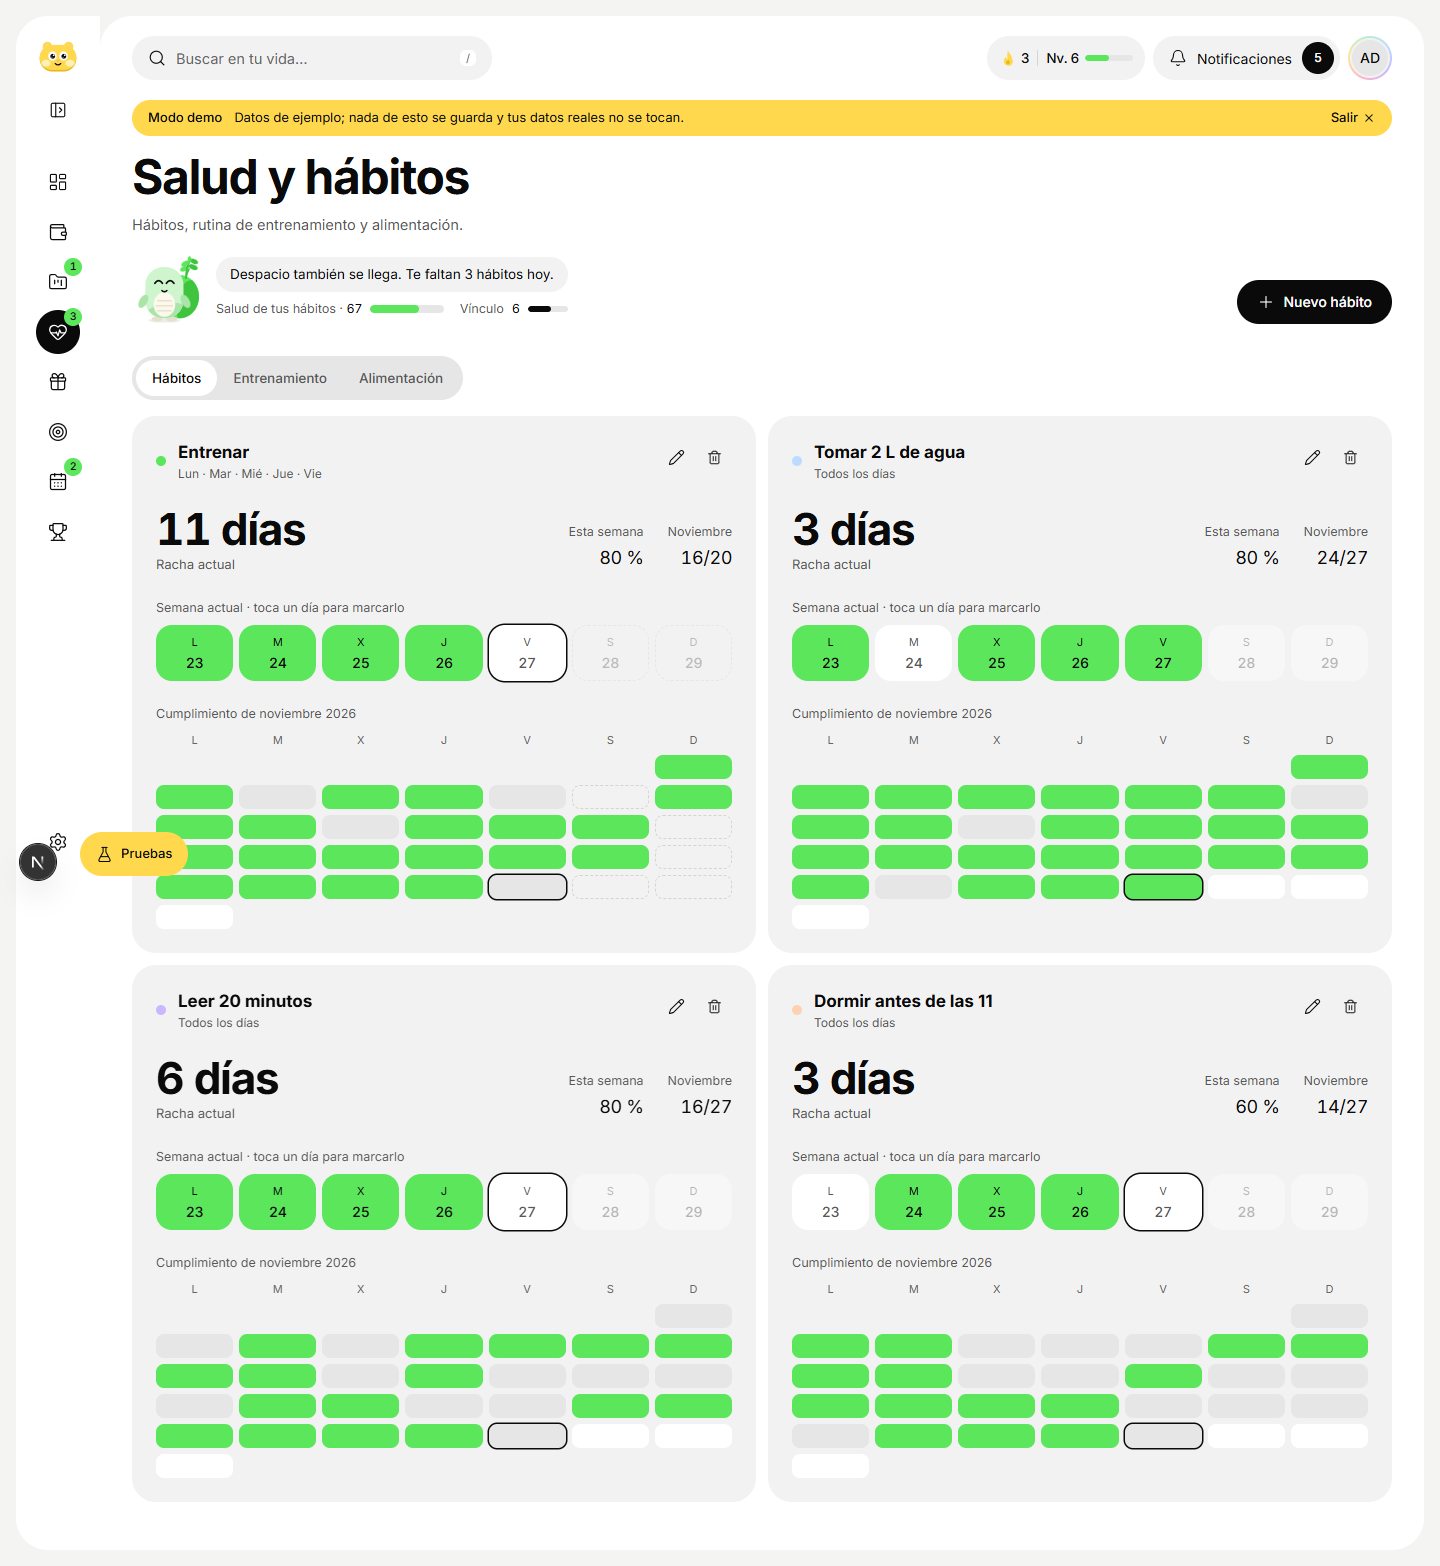 Buscar en tu vida...
/
3
Nv. 6
Notificaciones
5
AD
Modo demo Datos de ejemplo; nada de esto se guarda y tus datos reales no se tocan.
Salir
1
3
2
N
Pruebas
Salud y hábitos
Hábitos, rutina de entrenamiento y alimentación.
Despacio también se llega. Te faltan 3 hábitos hoy.
Salud de tus hábitos · 67
Vínculo 6
Nuevo hábito
Hábitos
Entrenamiento
Alimentación
Entrenar
Lun · Mar · Mié · Jue · Vie
11 días
Racha actual
Esta semana
80 %
Noviembre
16/20
Semana actual · toca un día para marcarlo
L M X J V S D
23 24 25 26 27 28 29
Cumplimiento de noviembre 2026
L M X J V S D
Tomar 2 L de agua
Todos los días
3 días
Racha actual
Esta semana
80 %
Noviembre
24/27
Semana actual · toca un día para marcarlo
L M X J V S D
23 24 25 26 27 28 29
Cumplimiento de noviembre 2026
L M X J V S D
Leer 20 minutos
Todos los días
6 días
Racha actual
Esta semana
80 %
Noviembre
16/27
Semana actual · toca un día para marcarlo
L M X J V S D
23 24 25 26 27 28 29
Cumplimiento de noviembre 2026
L M X J V S D
Dormir antes de las 11
Todos los días
3 días
Racha actual
Esta semana
60 %
Noviembre
14/27
Semana actual · toca un día para marcarlo
L M X J V S D
23 24 25 26 27 28 29
Cumplimiento de noviembre 2026
L M X J V S D